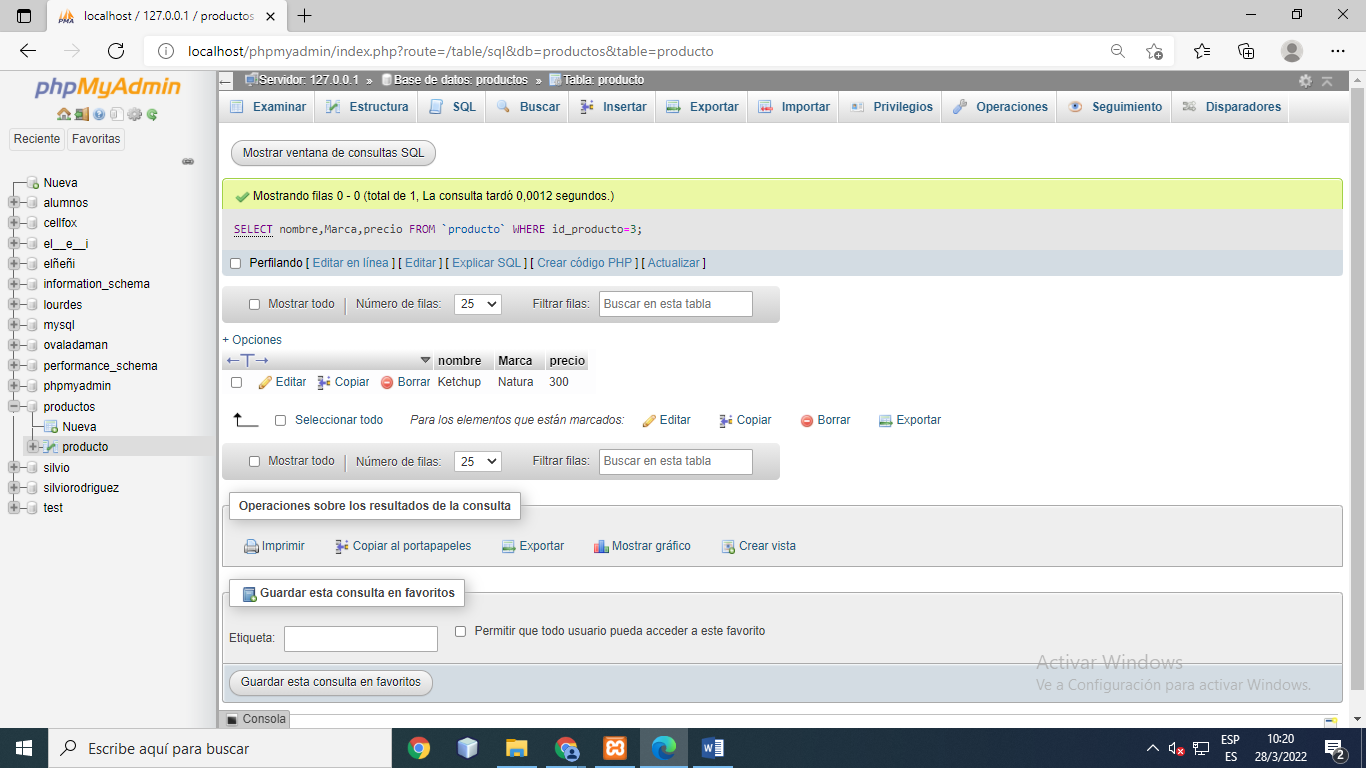 localhost / 127.0.0.1 / productos
localhost/phpmyadmin/index.php?route=/table/sql&db=productos&table=producto
phpMyAdmin
Reciente Favoritas
Nueva
alumnos
cellfox
el__e_i
elñeñi
information_schema
lourdes
mysql
ovaladaman
performance_schema
phpmyadmin
productos
Nueva
producto
silvio
silviorodriguez
test
Servidor: 127.0.0.1 » Base de datos: productos » Tabla: producto
Examinar Estructura SQL Buscar Insertar Exportar Importar Privilegios Operaciones Seguimiento Disparadores
Mostrar ventana de consultas SQL
Mostrando filas 0 - 0 (total de 1, La consulta tardó 0,0012 segundos.)
SELECT nombre,Marca,precio FROM `producto` WHERE id_producto=3;
Perfilando [ Editar en línea ] [ Editar ] [ Explicar SQL ] [ Crear código PHP ] [ Actualizar ]
Mostrar todo Número de filas: 25 Filtrar filas: Buscar en esta tabla
+ Opciones
←T→ nombre Marca precio
Editar Copiar Borrar Ketchup Natura 300
Seleccionar todo Para los elementos que están marcados: Editar Copiar Borrar Exportar
Mostrar todo Número de filas: 25 Filtrar filas: Buscar en esta tabla
Operaciones sobre los resultados de la consulta
Imprimir Copiar al portapapeles Exportar Mostrar gráfico Crear vista
Guardar esta consulta en favoritos
Etiqueta: Permitir que todo usuario pueda acceder a este favorito
Guardar esta consulta en favoritos
Activar Windows
Ve a Configuración para activar Windows.
Consola
Escribe aquí para buscar
ESP
ES
10:20
28/3/2022
2